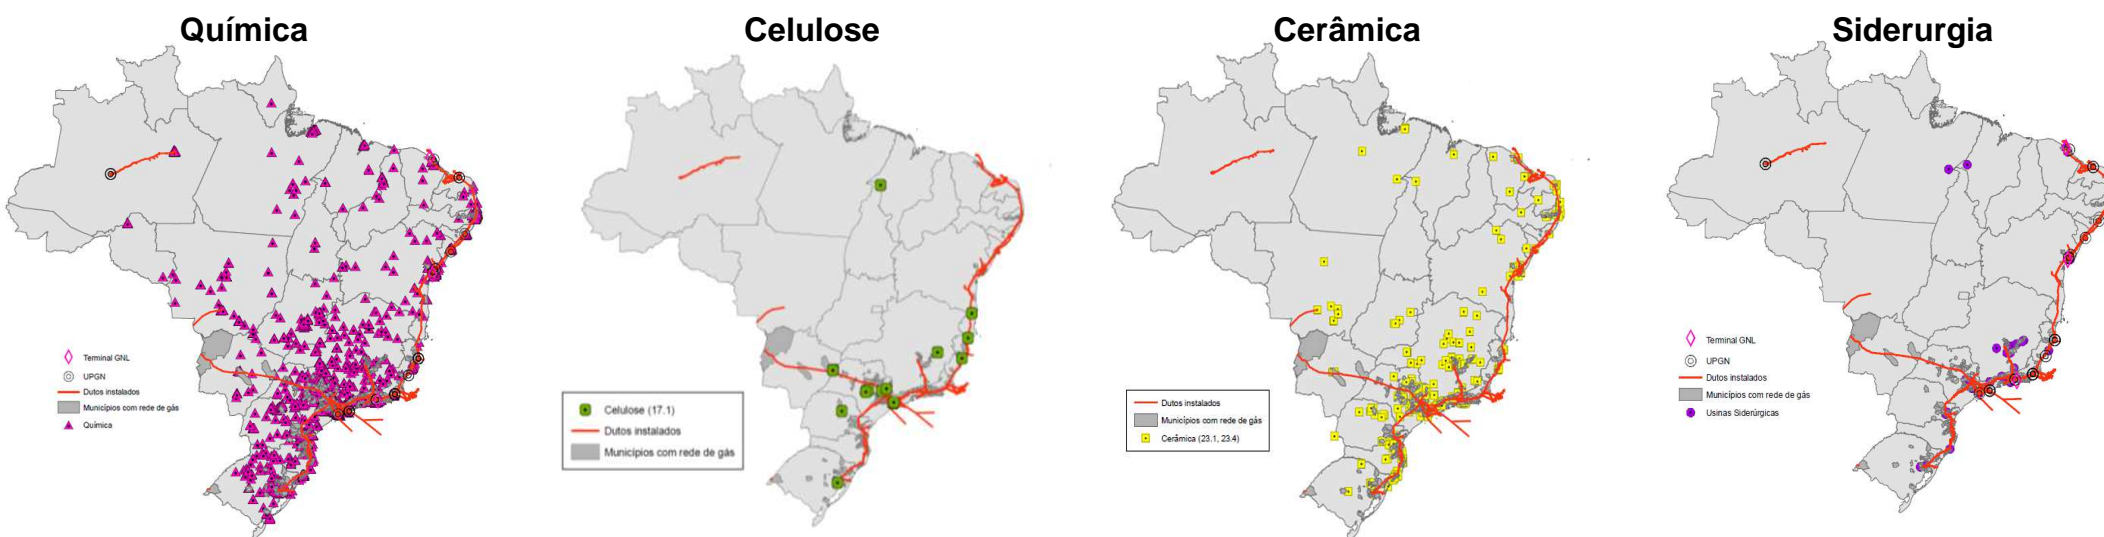 Química
Celulose
Cerâmica
Siderurgia
Terminal GNL
UPGN
Dutos instalados
Municípios com rede de gás
Química
Celulose (17.1)
Dutos instalados
Municípios com rede de gás
Dutos instalados
Municípios com rede de gás
Cerâmica (23.1, 23.4)
Terminal GNL
UPGN
Dutos instalados
Municípios com rede de gás
Usinas Siderúrgicas